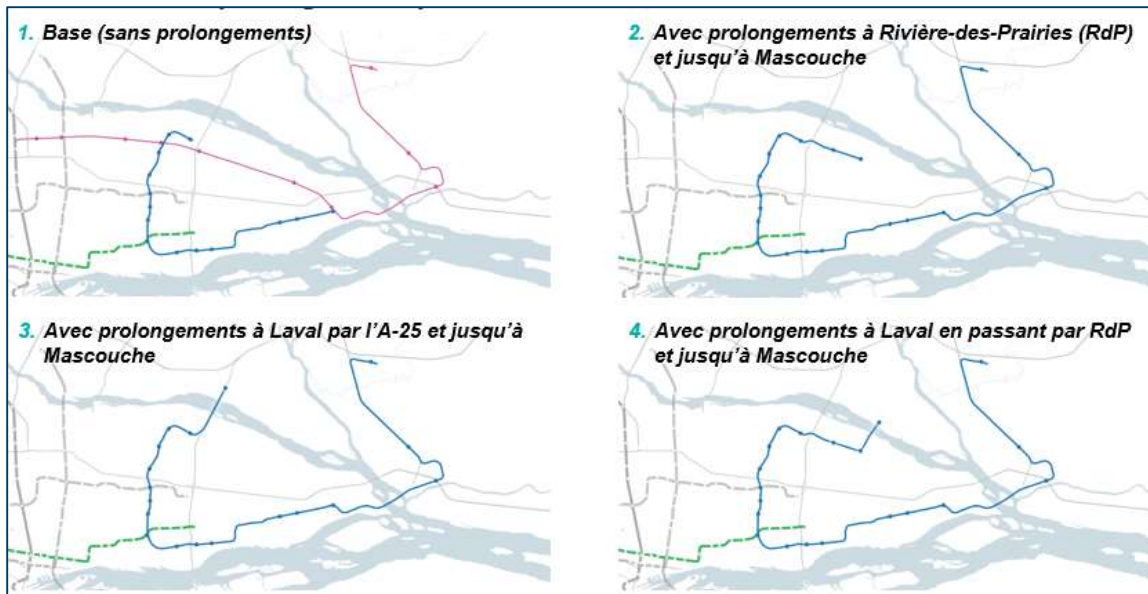 1. Base (sans prolongements)
2. Avec prolongements à Rivière-des-Prairies (RdP)
et jusqu'à Mascouche
3. Avec prolongements à Laval par l'A-25 et jusqu'à
Mascouche
4. Avec prolongements à Laval en passant par RdP
et jusqu'à Mascouche